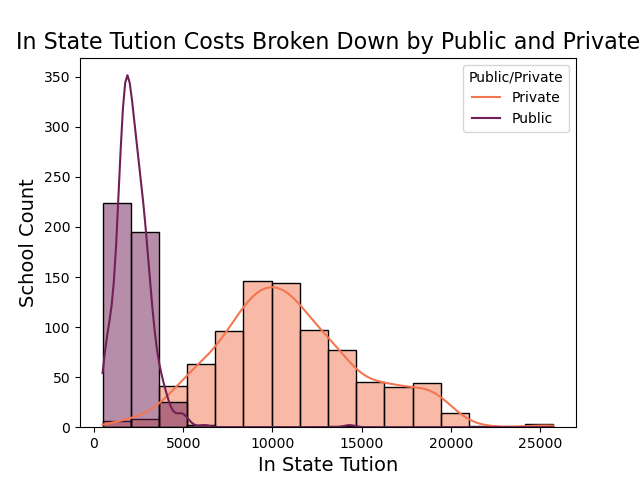 In State Tution Costs Broken Down by Public and Private
Public/Private
Private
Public
School Count
350
300
250
200
150
100
50
0
0 5000 10000 15000 20000 25000
In State Tution